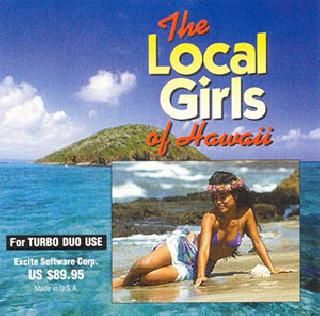 The
Local
Girls
of Hawaii
For TURBO DUO USE
Excite Software Corp.
US $89.95
Made in U.S.A.